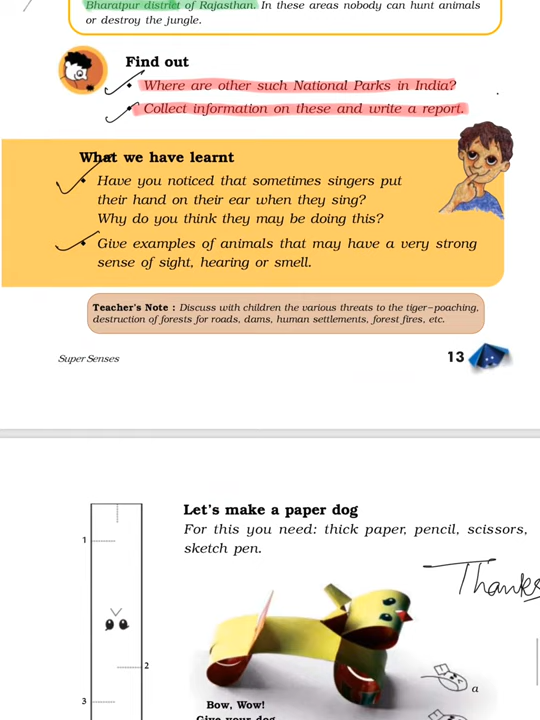 Bharatpur district of Rajasthan. In these areas nobody can hunt animals
or destroy the jungle.
Find out
• Where are other such National Parks in India?
• Collect information on these and write a report.
What we have learnt
• Have you noticed that sometimes singers put
their hand on their ear when they sing?
Why do you think they may be doing this?
• Give examples of animals that may have a very strong
sense of sight, hearing or smell.
Teacher's Note : Discuss with children the various threats to the tiger–poaching,
destruction of forests for roads, dams, human settlements, forest fires, etc.
Super Senses
13
Let's make a paper dog
For this you need: thick paper, pencil, scissors,
sketch pen.
Thanks
1
2
3
a
Bow, Wow!
Give your dog